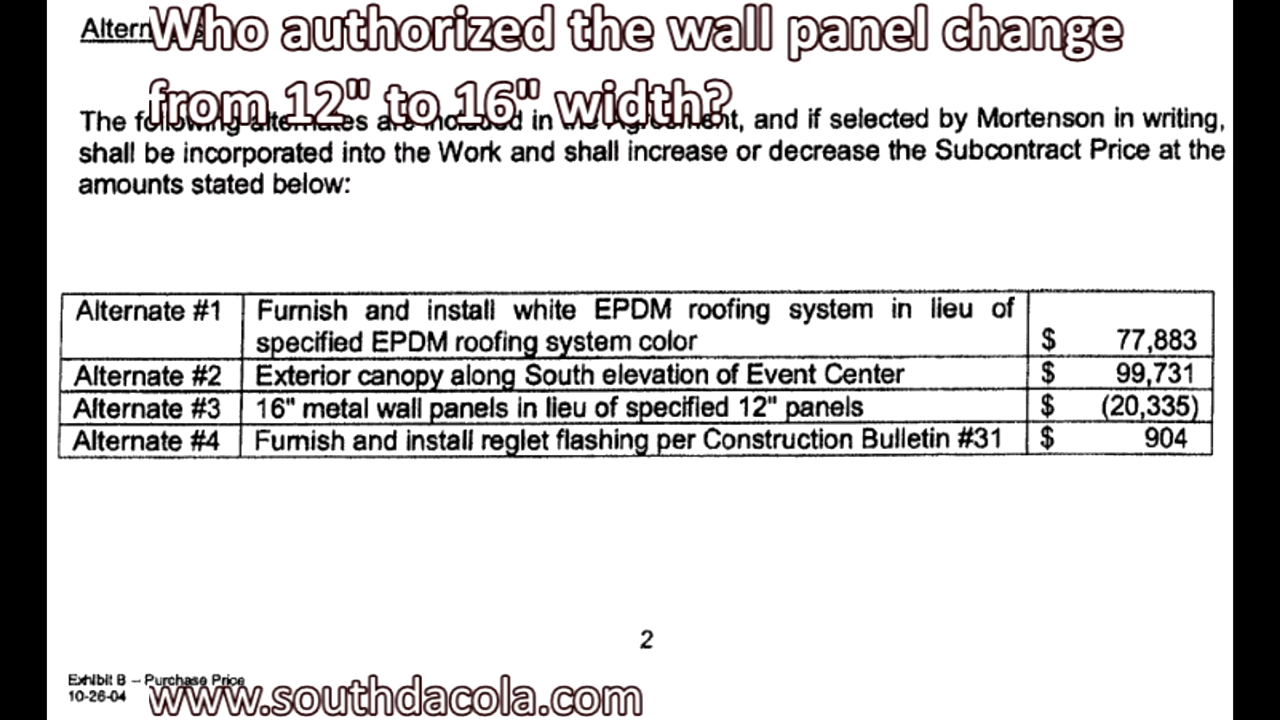 Who authorized the wall panel change
from 12" to 16" width?
The following alternates are included in the Agreement, and if selected by Mortenson in writing,
shall be incorporated into the Work and shall increase or decrease the Subcontract Price at the
amounts stated below:
Alternate #1 Furnish and install white EPDM roofing system in lieu of
specified EPDM roofing system color $ 77,883
Alternate #2 Exterior canopy along South elevation of Event Center $ 99,731
Alternate #3 16" metal wall panels in lieu of specified 12" panels $ (20,335)
Alternate #4 Furnish and install reglet flashing per Construction Bulletin #31 $ 904
2
Exhibit B – Purchase Price
10-26-04
www.southdacola.com